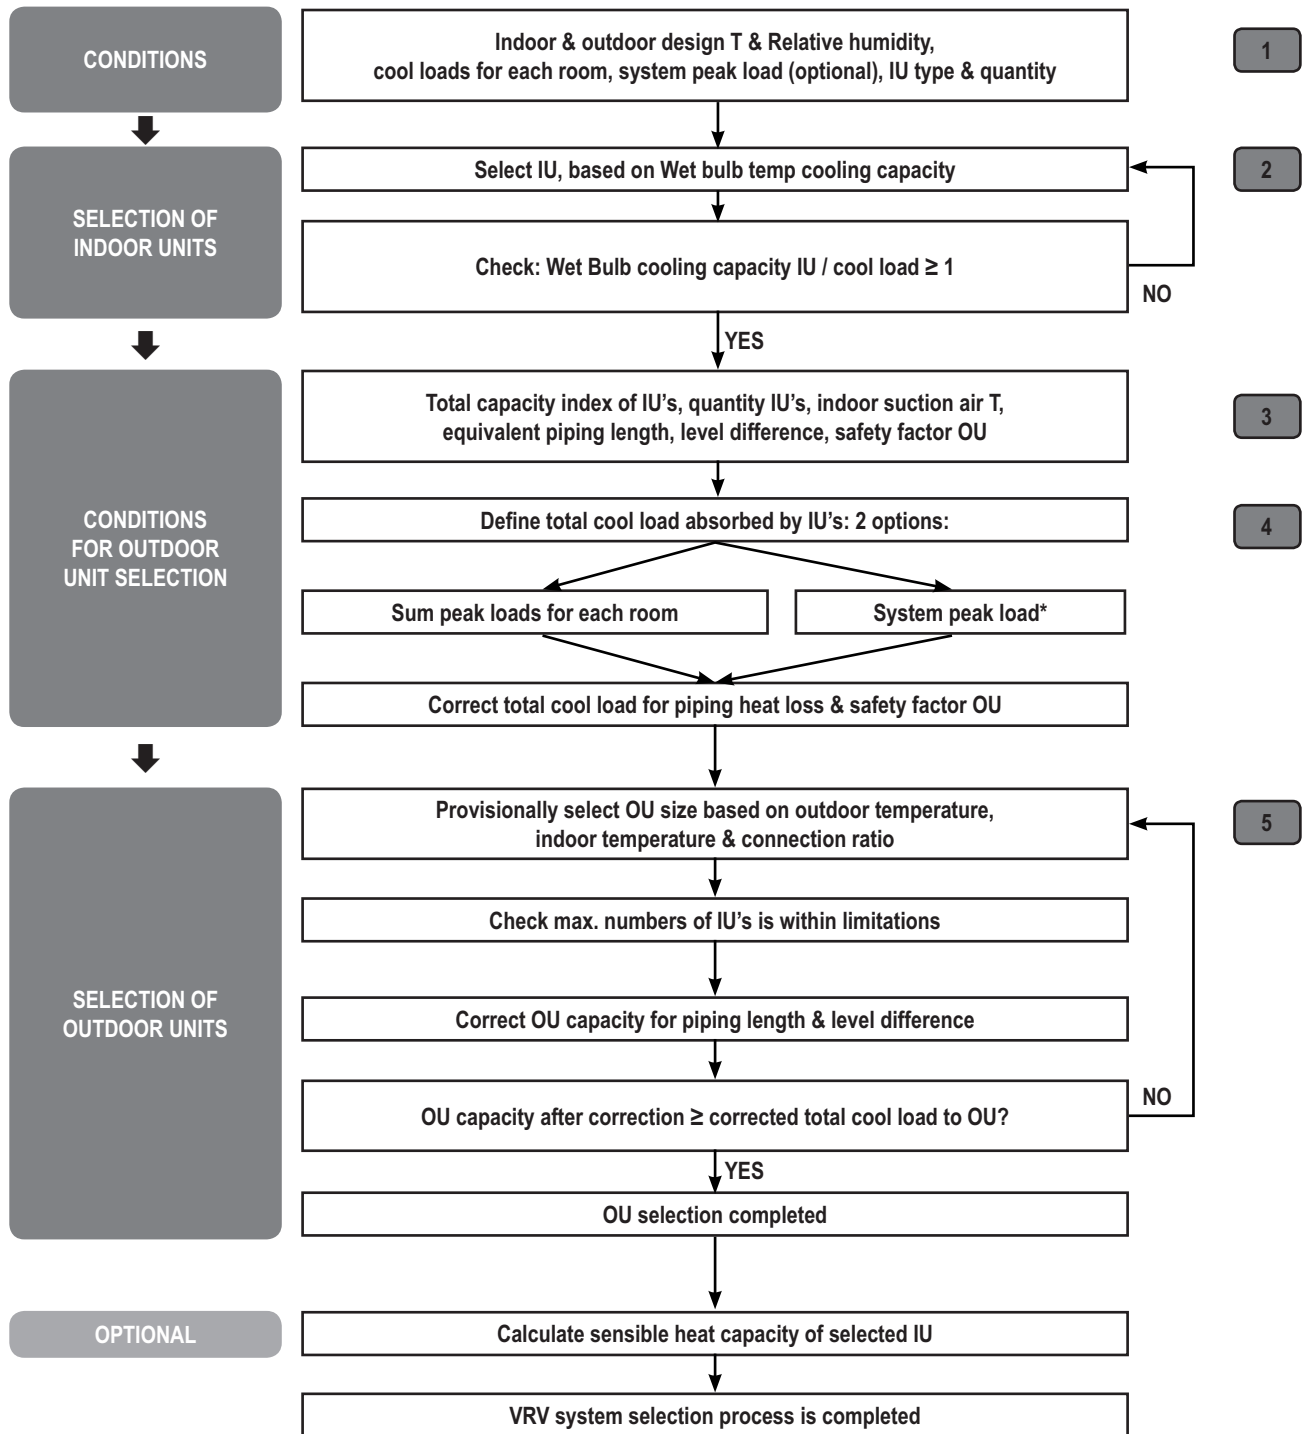 CONDITIONS
Indoor & outdoor design T & Relative humidity,
cool loads for each room, system peak load (optional), IU type & quantity
1
SELECTION OF
INDOOR UNITS
Select IU, based on Wet bulb temp cooling capacity
2
Check: Wet Bulb cooling capacity IU / cool load ≥ 1
NO
YES
CONDITIONS
FOR OUTDOOR
UNIT SELECTION
Total capacity index of IU's, quantity IU's, indoor suction air T,
equivalent piping length, level difference, safety factor OU
3
Define total cool load absorbed by IU's: 2 options:
4
Sum peak loads for each room
System peak load*
Correct total cool load for piping heat loss & safety factor OU
SELECTION OF
OUTDOOR UNITS
Provisionally select OU size based on outdoor temperature,
indoor temperature & connection ratio
5
Check max. numbers of IU's is within limitations
Correct OU capacity for piping length & level difference
OU capacity after correction ≥ corrected total cool load to OU?
NO
YES
OU selection completed
OPTIONAL
Calculate sensible heat capacity of selected IU
VRV system selection process is completed